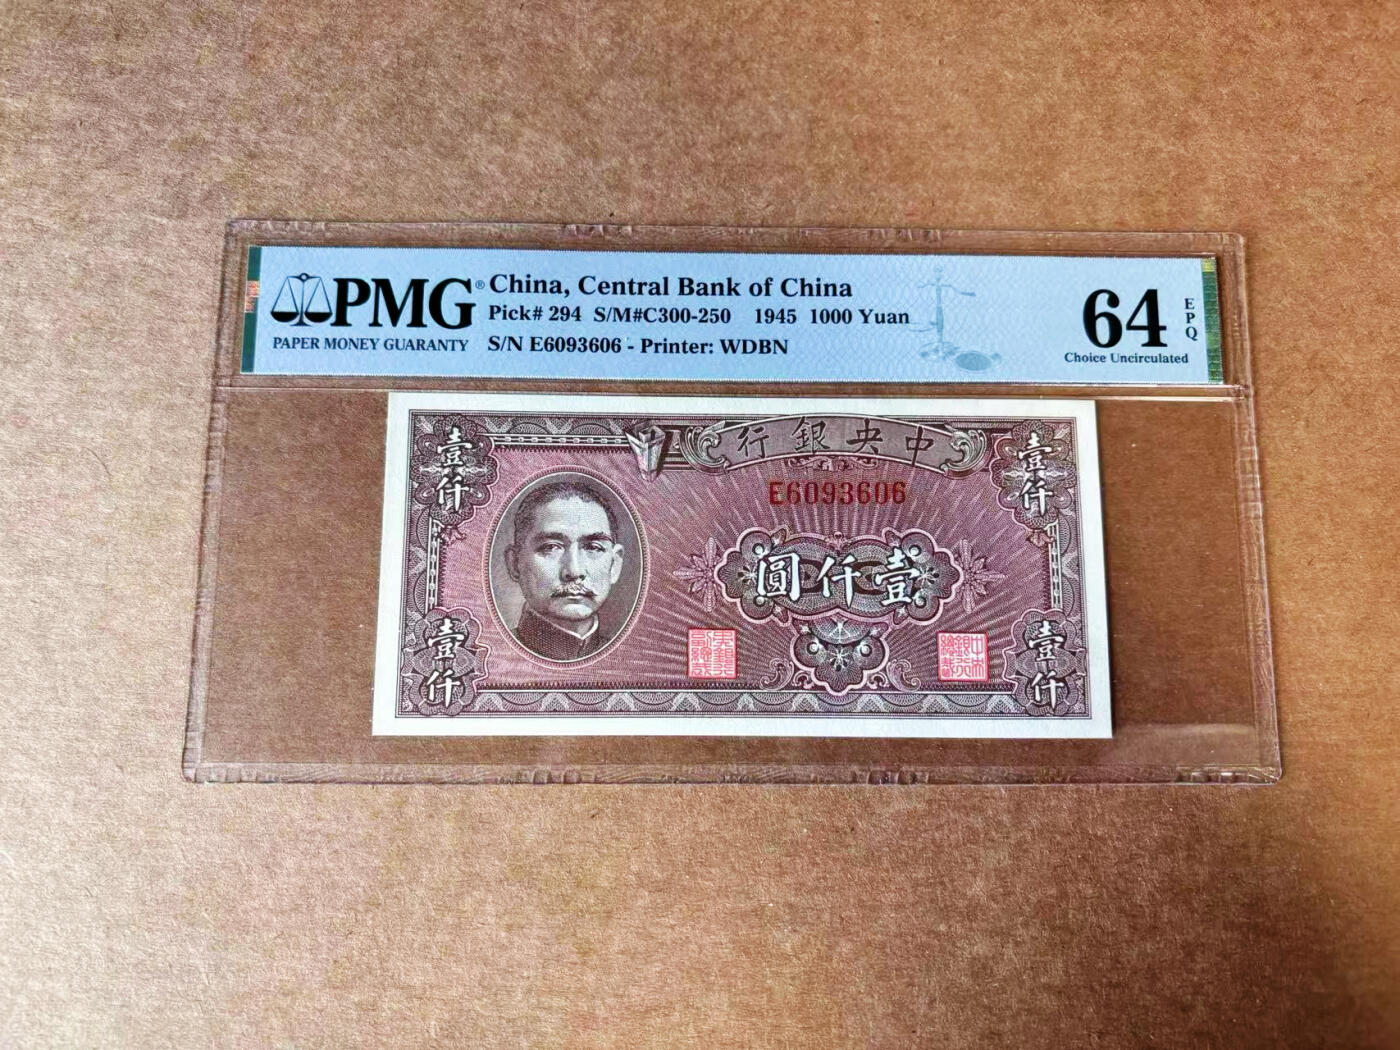 PMG®
PAPER MONEY GUARANTY
China, Central Bank of China
Pick# 294 S/M#C300-250 1945 1000 Yuan
S/N E6093606 - Printer: WDBN
64 EPQ
Choice Uncirculated
行銀央中
壹仟
壹仟
E6093606
圓仟壹
壹仟
壹仟